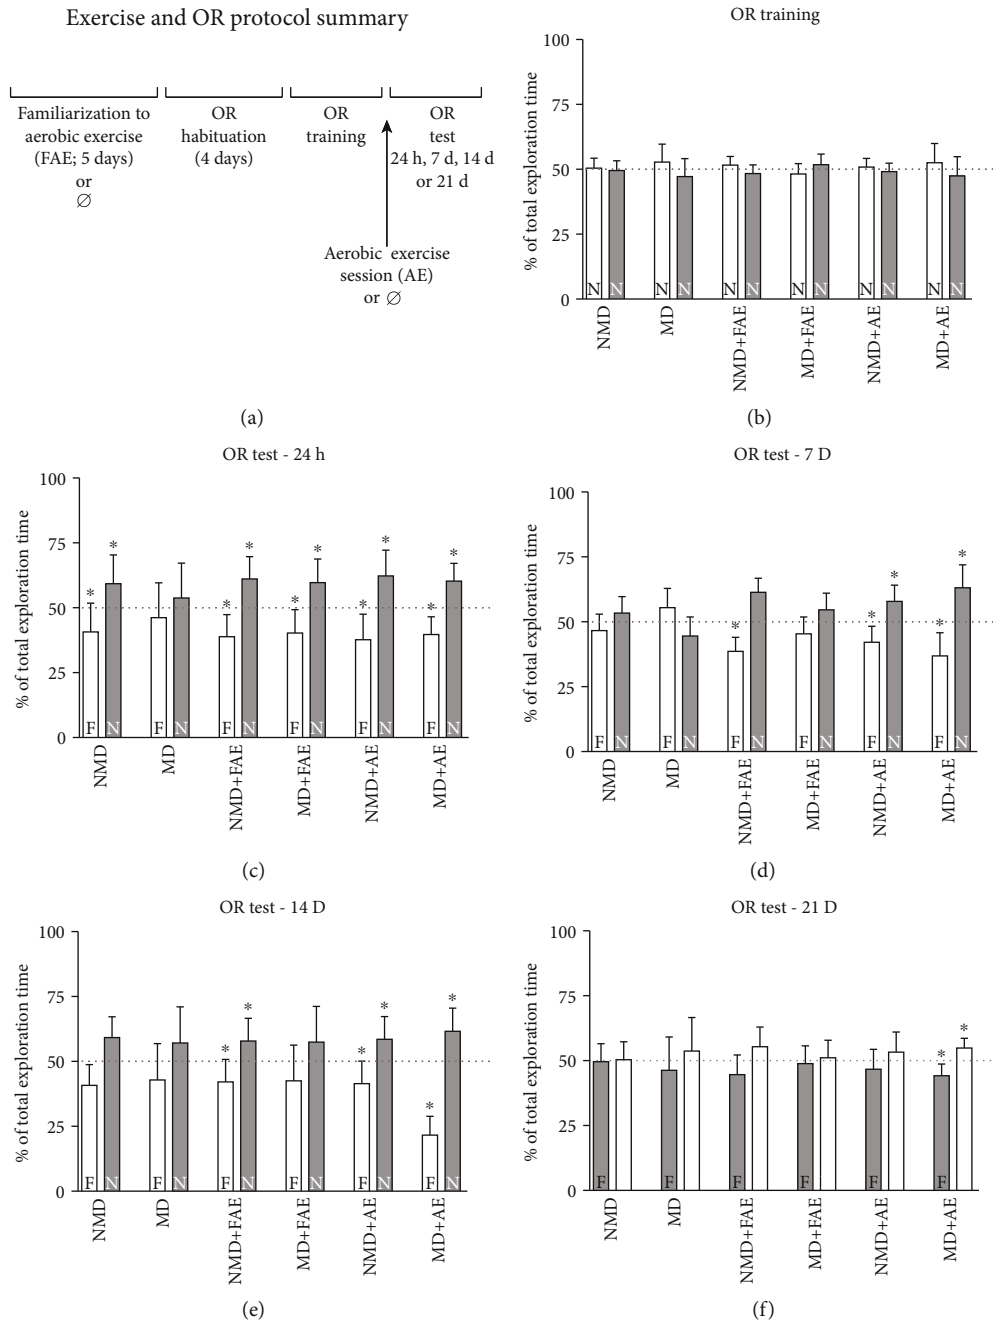 Exercise and OR protocol summary
Familiarization to
aerobic exercise
(FAE; 5 days)
or
∅
OR
habituation
(4 days)
OR
training
OR
test
24 h, 7 d, 14 d
or 21 d
Aerobic exercise
session (AE)
or ∅
(a)
OR training
% of total exploration time
100
75
50
25
0
N N N N N N N N N N N N
NMD
MD
NMD+FAE
MD+FAE
NMD+AE
MD+AE
(b)
OR test - 24 h
% of total exploration time
100
75
50
25
0
* * * * * * * * * *
F N F N F N F N F N F N
NMD
MD
NMD+FAE
MD+FAE
NMD+AE
MD+AE
(c)
OR test - 7 D
% of total exploration time
100
75
50
25
0
* * * * *
F N F N F N F N F N F N
NMD
MD
NMD+FAE
MD+FAE
NMD+AE
MD+AE
(d)
OR test - 14 D
% of total exploration time
100
75
50
25
0
* * * * * *
F N F N F N F N F N F N
NMD
MD
NMD+FAE
MD+FAE
NMD+AE
MD+AE
(e)
OR test - 21 D
% of total exploration time
100
75
50
25
0
* *
F F F F F F
NMD
MD
NMD+FAE
MD+FAE
NMD+AE
MD+AE
(f)